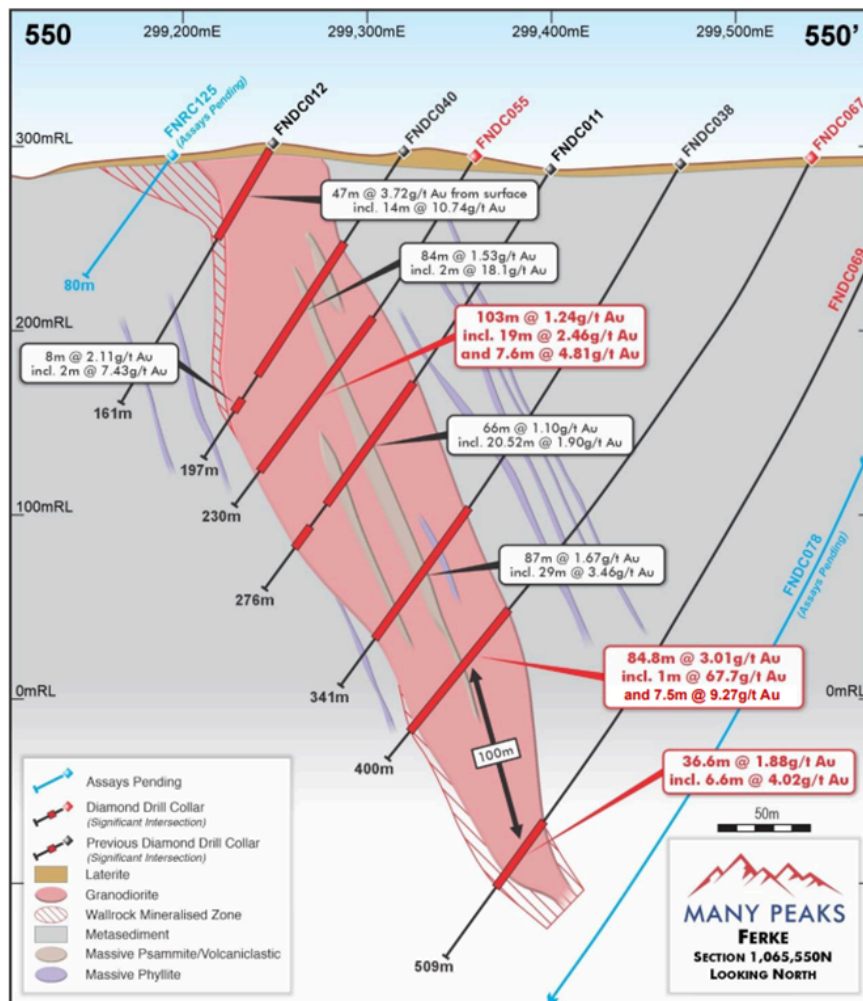 550
299,200mE
299,300mE
299,400mE
299,500mE
550'
FNRC125
(Assays Pending)
FNDC012
FNDC040
FNDC055
FNDC011
FNDC038
FNDC067
FNDC069
300mRL
47m @ 3.72g/t Au from surface
incl. 14m @ 10.74g/t Au
84m @ 1.53g/t Au
incl. 2m @ 18.1g/t Au
80m
200mRL
103m @ 1.24g/t Au
incl. 19m @ 2.46g/t Au
and 7.6m @ 4.81g/t Au
8m @ 2.11g/t Au
incl. 2m @ 7.43g/t Au
161m
66m @ 1.10g/t Au
incl. 20.52m @ 1.90g/t Au
197m
230m
100mRL
87m @ 1.67g/t Au
incl. 29m @ 3.46g/t Au
276m
FNDC078
(Assays Pending)
84.8m @ 3.01g/t Au
incl. 1m @ 67.7g/t Au
and 7.5m @ 9.27g/t Au
0mRL
0mRL
341m
100m
400m
36.6m @ 1.88g/t Au
incl. 6.6m @ 4.02g/t Au
509m
50m
Assays Pending
Diamond Drill Collar
(Significant Intersection)
Previous Diamond Drill Collar
(Significant Intersection)
Laterite
Granodiorite
Wallrock Mineralised Zone
Metasediment
Massive Psammite/Volcaniclastic
Massive Phyllite
MANY PEAKS
FERKE
SECTION 1,065,550N
LOOKING NORTH